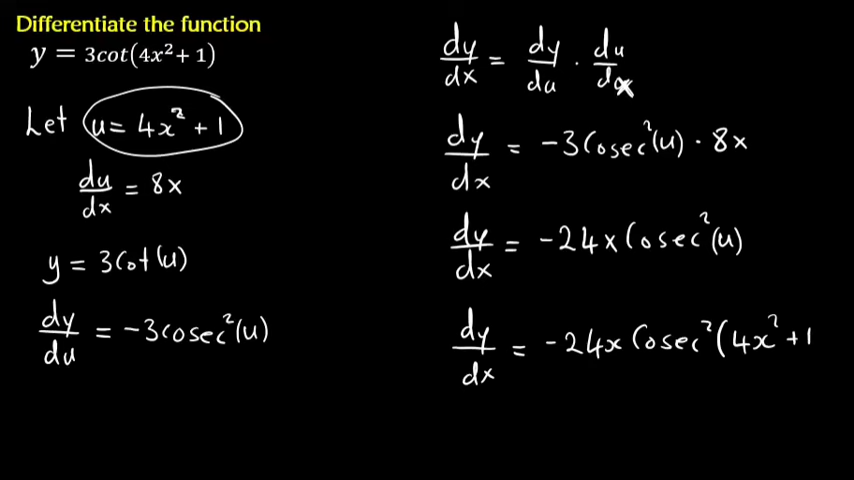 Differentiate the function
y = 3cot(4x²+ 1)
Let u = 4x² + 1
du/dx = 8x
y = 3Cot(u)
dy/du = -3cosec²(u)
dy/dx = dy/du · du/dx
dy/dx = -3Cosec²(u) · 8x
dy/dx = -24x Cosec²(u)
dy/dx = -24x Cosec²(4x² + 1